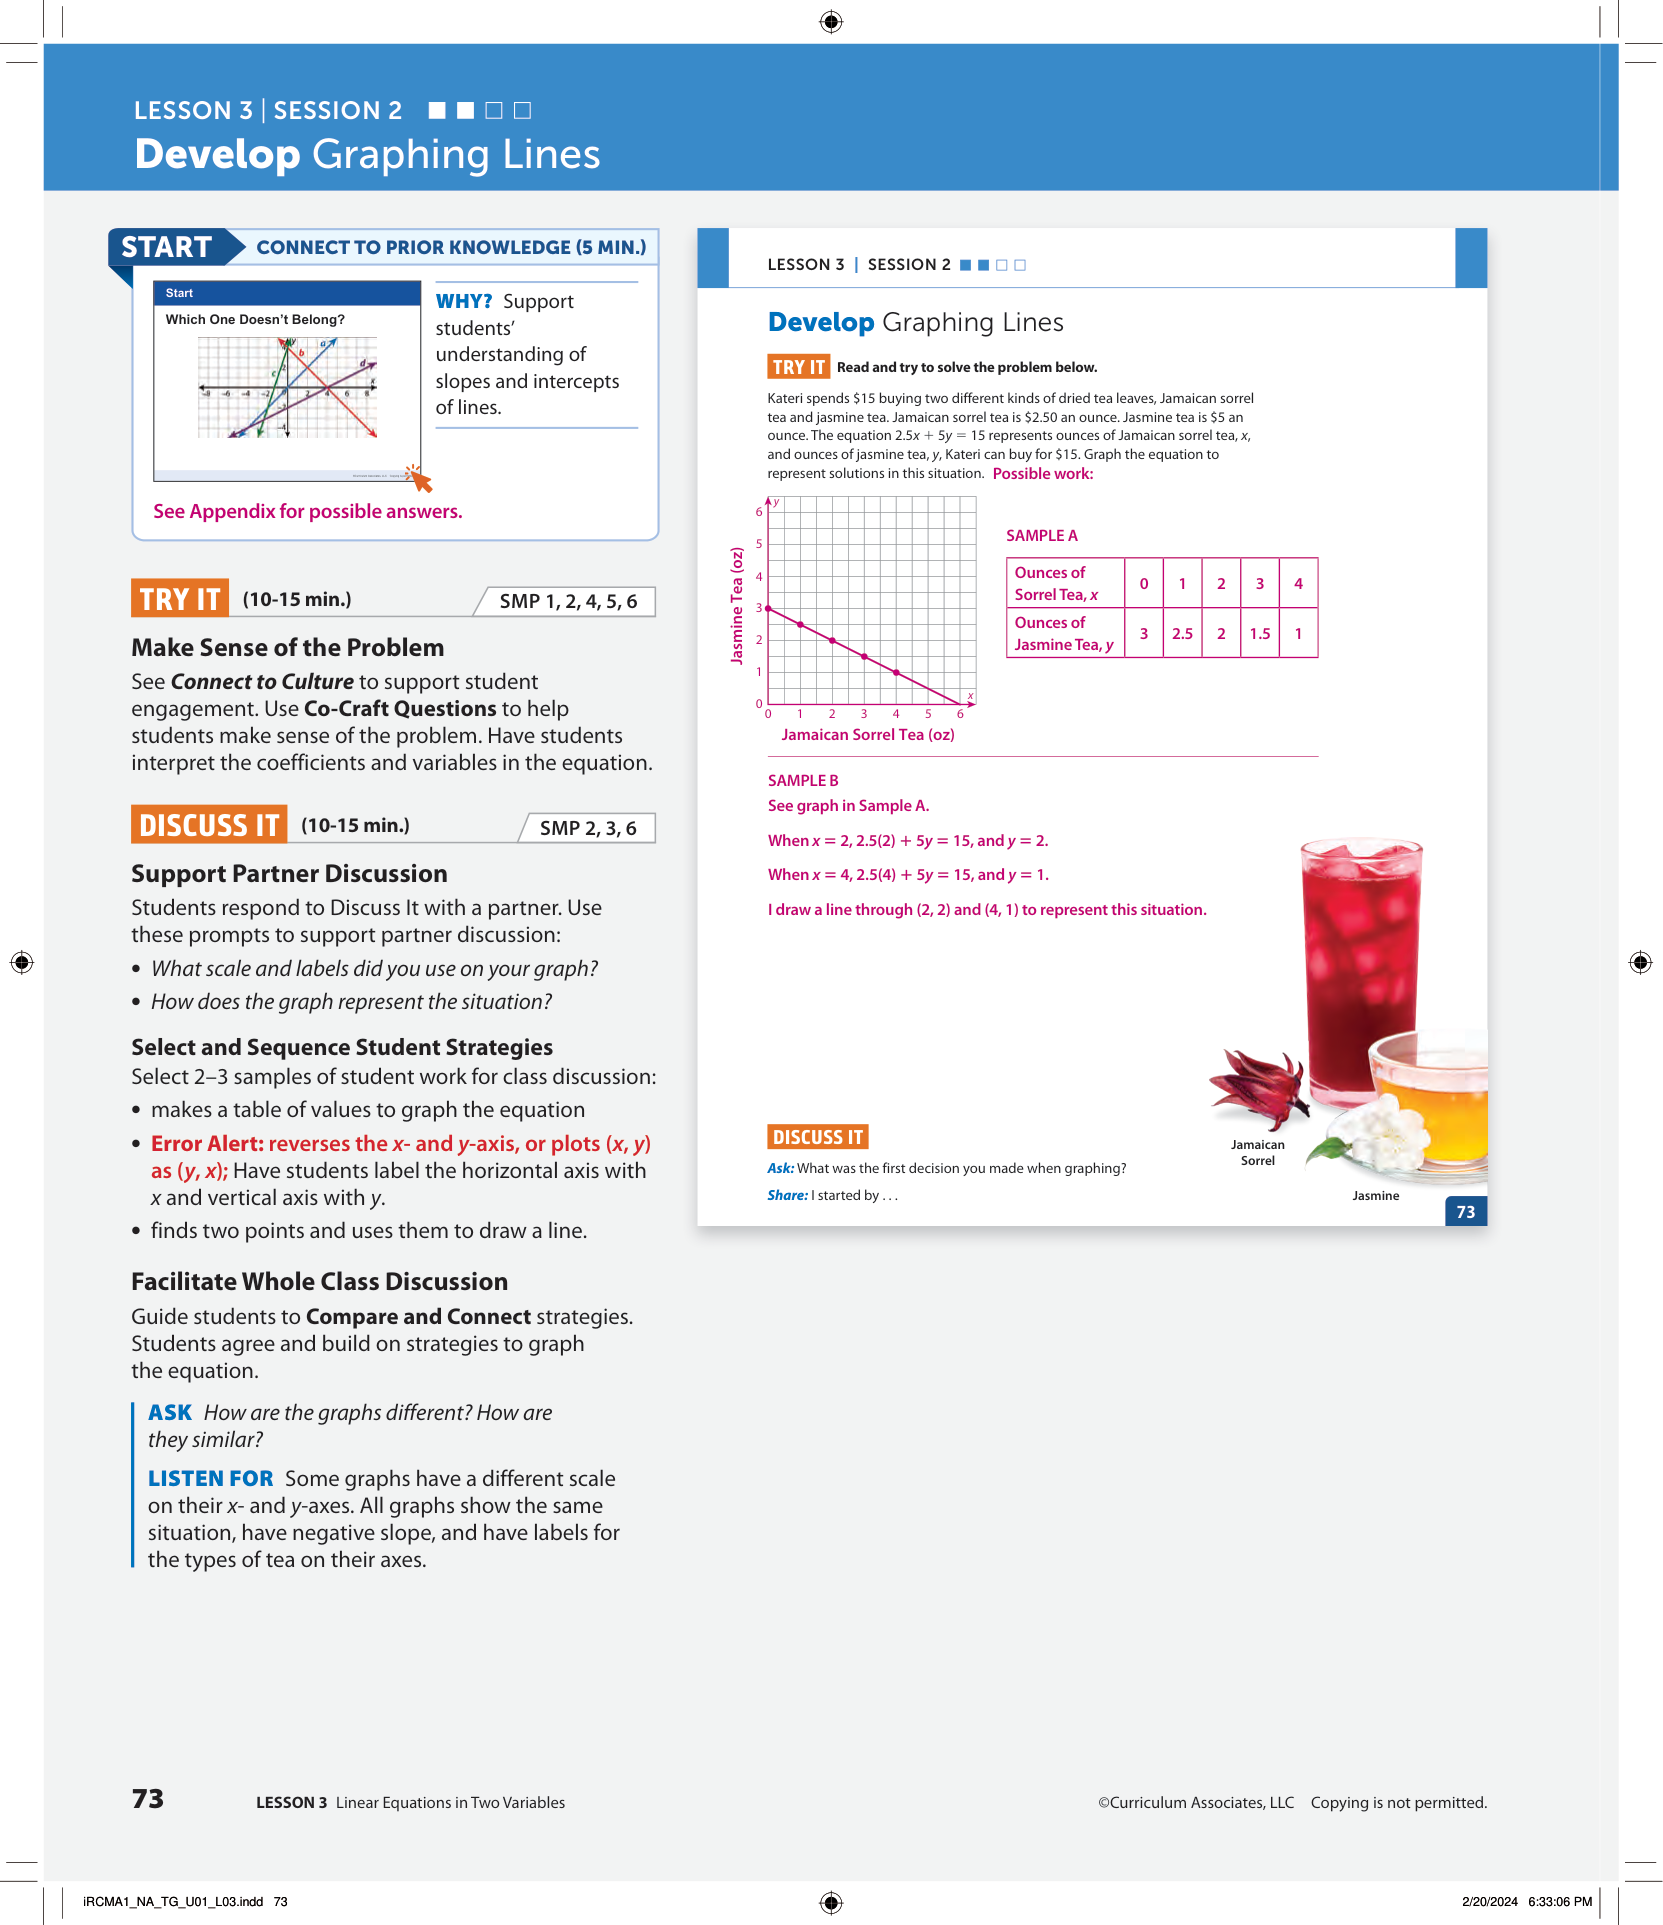 LESSON 3 | SESSION 2
Develop Graphing Lines
START CONNECT TO PRIOR KNOWLEDGE (5 MIN.)
Start
Which One Doesn't Belong?
y
a
b
c
d
x
-8 -6 -4 -2 2 4 6 8
WHY? Support
students'
understanding of
slopes and intercepts
of lines.
See Appendix for possible answers.
TRY IT (10-15 min.) SMP 1, 2, 4, 5, 6
Make Sense of the Problem
See Connect to Culture to support student
engagement. Use Co-Craft Questions to help
students make sense of the problem. Have students
interpret the coefficients and variables in the equation.
DISCUSS IT (10-15 min.) SMP 2, 3, 6
Support Partner Discussion
Students respond to Discuss It with a partner. Use
these prompts to support partner discussion:
• What scale and labels did you use on your graph?
• How does the graph represent the situation?
Select and Sequence Student Strategies
Select 2–3 samples of student work for class discussion:
• makes a table of values to graph the equation
• Error Alert: reverses the x- and y-axis, or plots (x, y)
as (y, x); Have students label the horizontal axis with
x and vertical axis with y.
• finds two points and uses them to draw a line.
Facilitate Whole Class Discussion
Guide students to Compare and Connect strategies.
Students agree and build on strategies to graph
the equation.
ASK How are the graphs different? How are
they similar?
LISTEN FOR Some graphs have a different scale
on their x- and y-axes. All graphs show the same
situation, have negative slope, and have labels for
the types of tea on their axes.
LESSON 3 | SESSION 2
Develop Graphing Lines
TRY IT Read and try to solve the problem below.
Kateri spends $15 buying two different kinds of dried tea leaves, Jamaican sorrel
tea and jasmine tea. Jamaican sorrel tea is $2.50 an ounce. Jasmine tea is $5 an
ounce. The equation 2.5x + 5y = 15 represents ounces of Jamaican sorrel tea, x,
and ounces of jasmine tea, y, Kateri can buy for $15. Graph the equation to
represent solutions in this situation. Possible work:
y
6
5
4
3
2
1
0
Jasmine Tea (oz)
x
0 1 2 3 4 5 6
Jamaican Sorrel Tea (oz)
SAMPLE A
Ounces of
Sorrel Tea, x 0 1 2 3 4
Ounces of
Jasmine Tea, y 3 2.5 2 1.5 1
SAMPLE B
See graph in Sample A.
When x = 2, 2.5(2) + 5y = 15, and y = 2.
When x = 4, 2.5(4) + 5y = 15, and y = 1.
I draw a line through (2, 2) and (4, 1) to represent this situation.
Jamaican
Sorrel
Jasmine
DISCUSS IT
Ask: What was the first decision you made when graphing?
Share: I started by . . .
73
73 LESSON 3 Linear Equations in Two Variables ©Curriculum Associates, LLC Copying is not permitted.
iRCMA1_NA_TG_U01_L03.indd 73 2/20/2024 6:33:06 PM